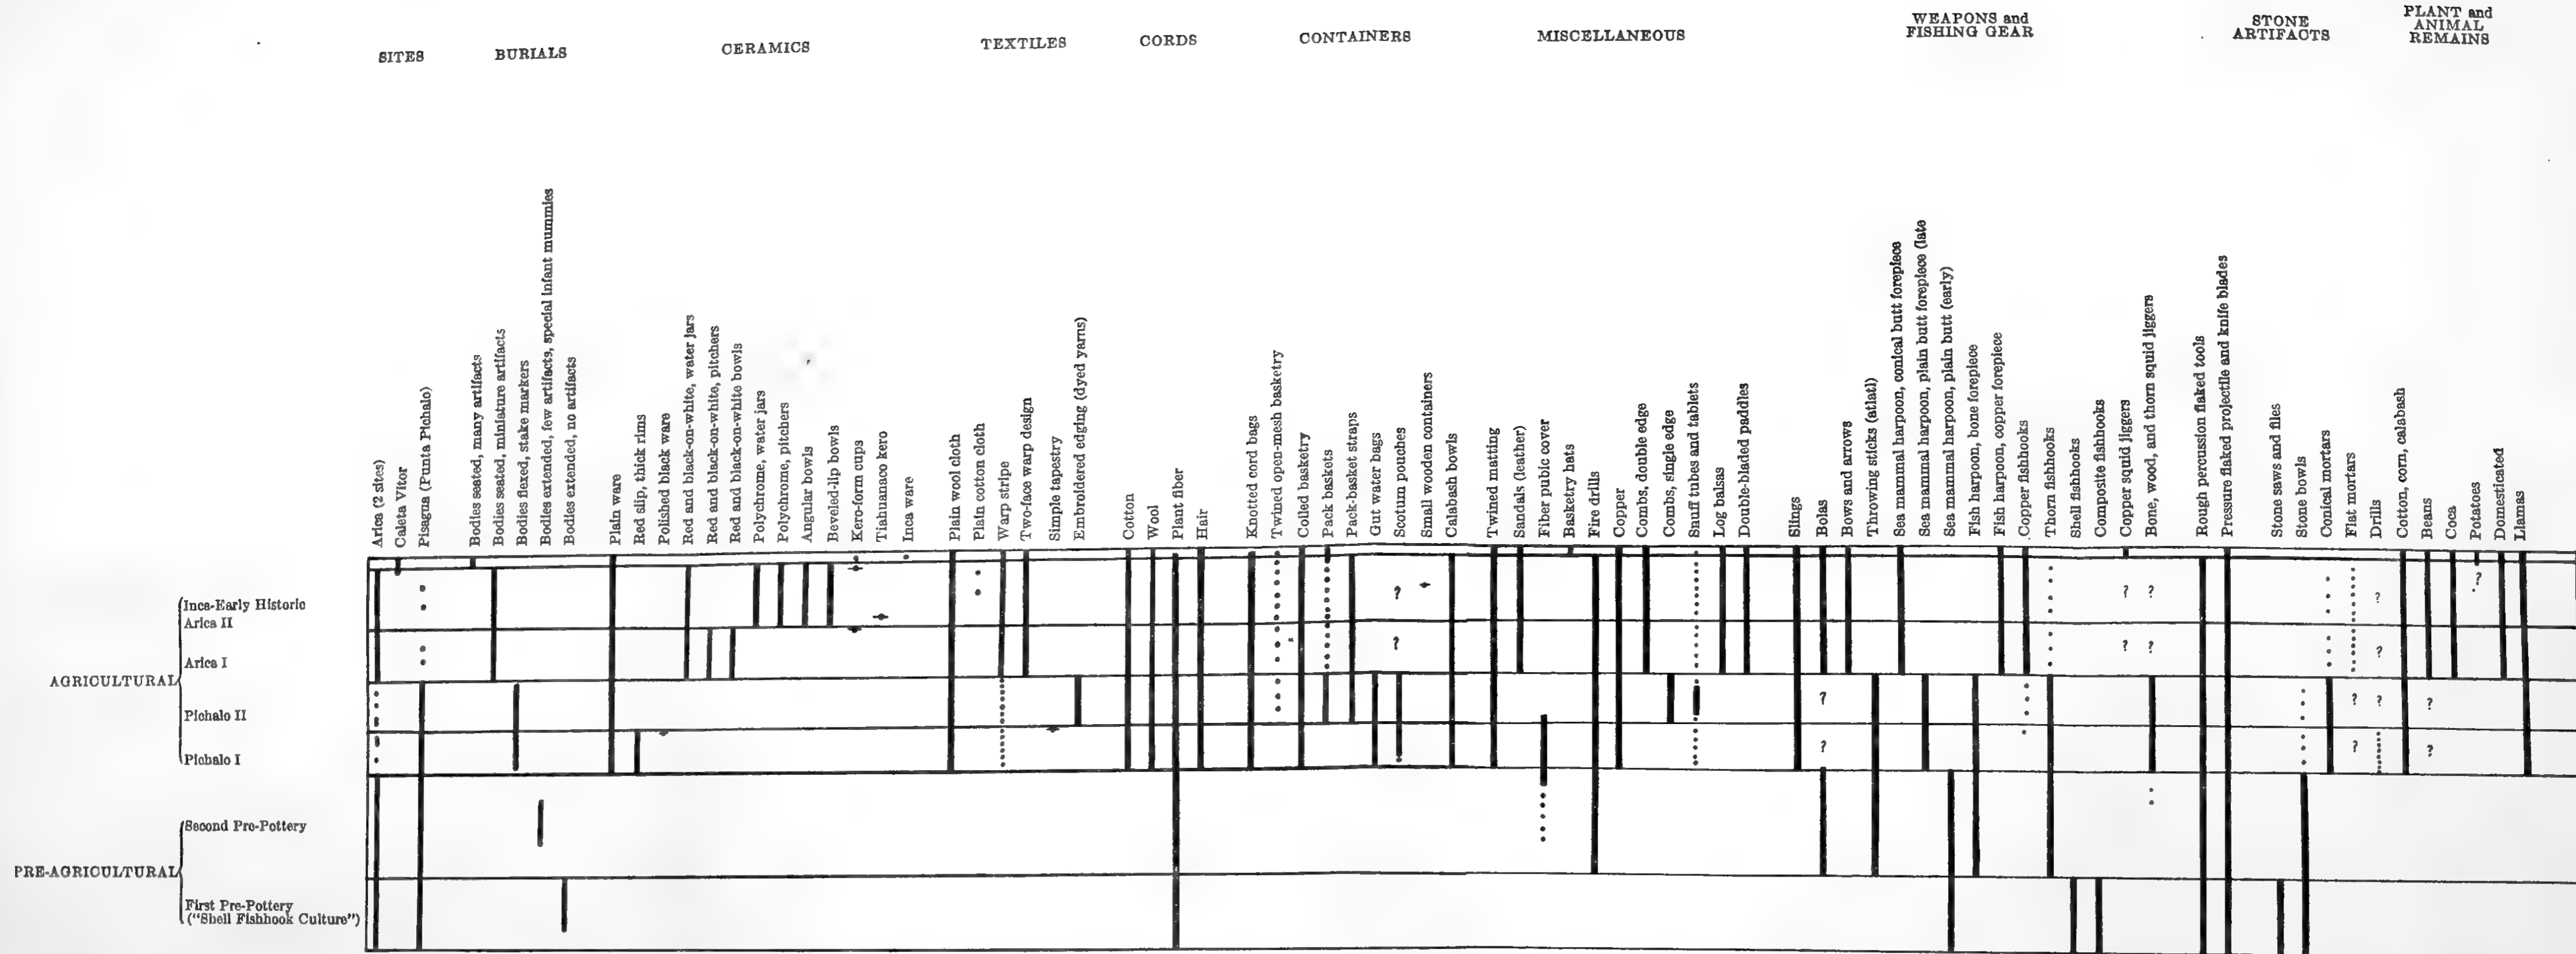 SITES
BURIALS
CERAMICS
TEXTILES
CORDS
CONTAINERS
MISCELLANEOUS
WEAPONS and
FISHING GEAR
STONE
ARTIFACTS
PLANT and
ANIMAL
REMAINS
Arica (2 sites)
Caleta Vitor
Pisagua (Punta Pichalo)
Bodies seated, many artifacts
Bodies seated, miniature artifacts
Bodies flexed, stake markers
Bodies extended, few artifacts, special infant mummies
Bodies extended, no artifacts
Plain ware
Red slip, thick rims
Polished black ware
Red and black-on-white, water jars
Red and black-on-white, pitchers
Red and black-on-white bowls
Polychrome, water jars
Polychrome, pitchers
Angular bowls
Beveled-lip bowls
Kero-form cups
Tiahuanaco kero
Inca ware
Plain wool cloth
Plain cotton cloth
Warp stripe
Two-face warp design
Simple tapestry
Embroidered edging (dyed yarns)
Cotton
Wool
Plant fiber
Hair
Knotted cord bags
Twined open-mesh basketry
Coiled basketry
Pack baskets
Pack-basket straps
Gut water bags
Scotum pouches
Small wooden containers
Calabash bowls
Twined matting
Sandals (leather)
Fiber pubic cover
Basketry hats
Fire drills
Copper
Combs, double edge
Combs, single edge
Snuff tubes and tablets
Log balsas
Double-bladed paddles
Slings
Bolas
Bows and arrows
Throwing sticks (atlatl)
Sea mammal harpoon, conical butt forepiece
Sea mammal harpoon, plain butt forepiece (late
Sea mammal harpoon, plain butt (early)
Fish harpoon, bone forepiece
Fish harpoon, copper forepiece
Copper fishhooks
Thorn fishhooks
Shell fishhooks
Composite fishhooks
Copper squid jiggers
Bone, wood, and thorn squid jiggers
Rough percussion flaked tools
Pressure flaked projectile and knife blades
Stone saws and files
Stone bowls
Conical mortars
Flat mortars
Drills
Cotton, corn, calabash
Beans
Coca
Potatoes
Domesticated
Llamas
AGRICULTURAL
Inca-Early Historic
Arica II
Arica I
Pichalo II
Pichalo I
PRE-AGRICULTURAL
Second Pre-Pottery
First Pre-Pottery
("Shell Fishhook Culture")
? ? ? ? ?
? ? ? ?
? ? ? ?
? ? ?